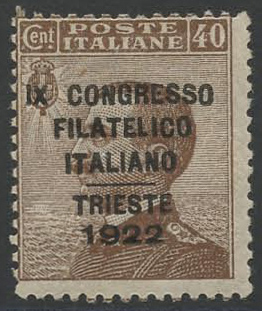 Cent POSTE ITALIANE 40
IX CONGRESSO
FILATELICO
ITALIANO
TRIESTE
1922